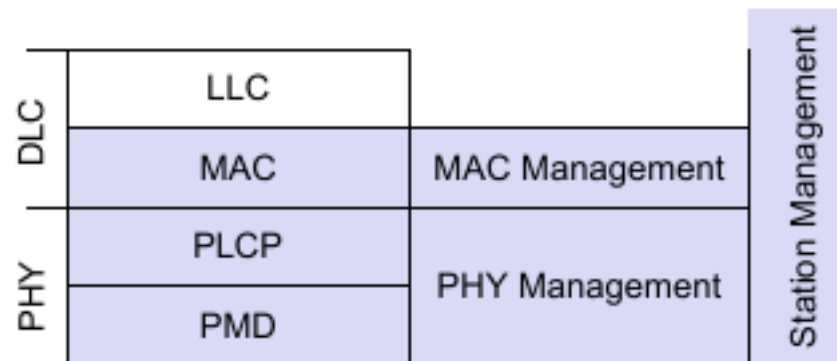 DLC
LLC
MAC
MAC Management
PHY
PLCP
PMD
PHY Management
Station Management